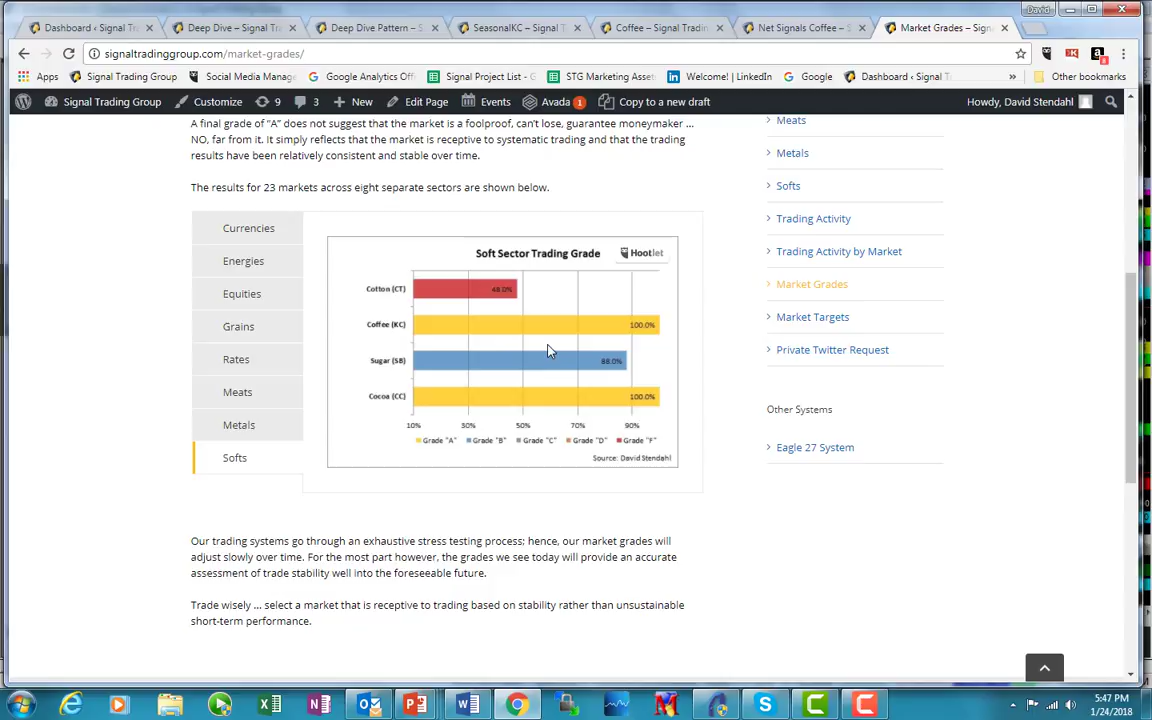 David
Dashboard ‹ Signal T
Deep Dive – Signal Tra
Deep Dive Pattern – S
SeasonalKC – Signal T
Coffee – Signal Tradin
Net Signals Coffee – S
Market Grades – Sign
signaltradinggroup.com/market-grades/
Apps
Signal Trading Group
Social Media Manage
Google Analytics Offi
Signal Project List - G
STG Marketing Asset
Welcome! | LinkedIn
Google
Dashboard ‹ Signal T
»
Other bookmarks
Signal Trading Group
Customize
9
3
New
Edit Page
Events
Avada 1
Copy to a new draft
Howdy, David Stendahl
A final grade of “A” does not suggest that the market is a foolproof, can’t lose, guarantee moneymaker …
NO, far from it. It simply reflects that the market is receptive to systematic trading and that the trading
results have been relatively consistent and stable over time.
The results for 23 markets across eight separate sectors are shown below.
Currencies
Energies
Equities
Grains
Rates
Meats
Metals
Softs
Soft Sector Trading Grade
Hootlet
Cotton (CT)
48.0%
Coffee (KC)
100.0%
Sugar (SB)
88.0%
Cocoa (CC)
100.0%
10% 30% 50% 70% 90%
Grade "A" Grade "B" Grade "C" Grade "D" Grade "F"
Source: David Stendahl
Our trading systems go through an exhaustive stress testing process: hence, our market grades will
adjust slowly over time. For the most part however, the grades we see today will provide an accurate
assessment of trade stability well into the foreseeable future.
Trade wisely … select a market that is receptive to trading based on stability rather than unsustainable
short-term performance.
Meats
Metals
Softs
Trading Activity
Trading Activity by Market
Market Grades
Market Targets
Private Twitter Request
Other Systems
Eagle 27 System
5:47 PM
1/24/2018